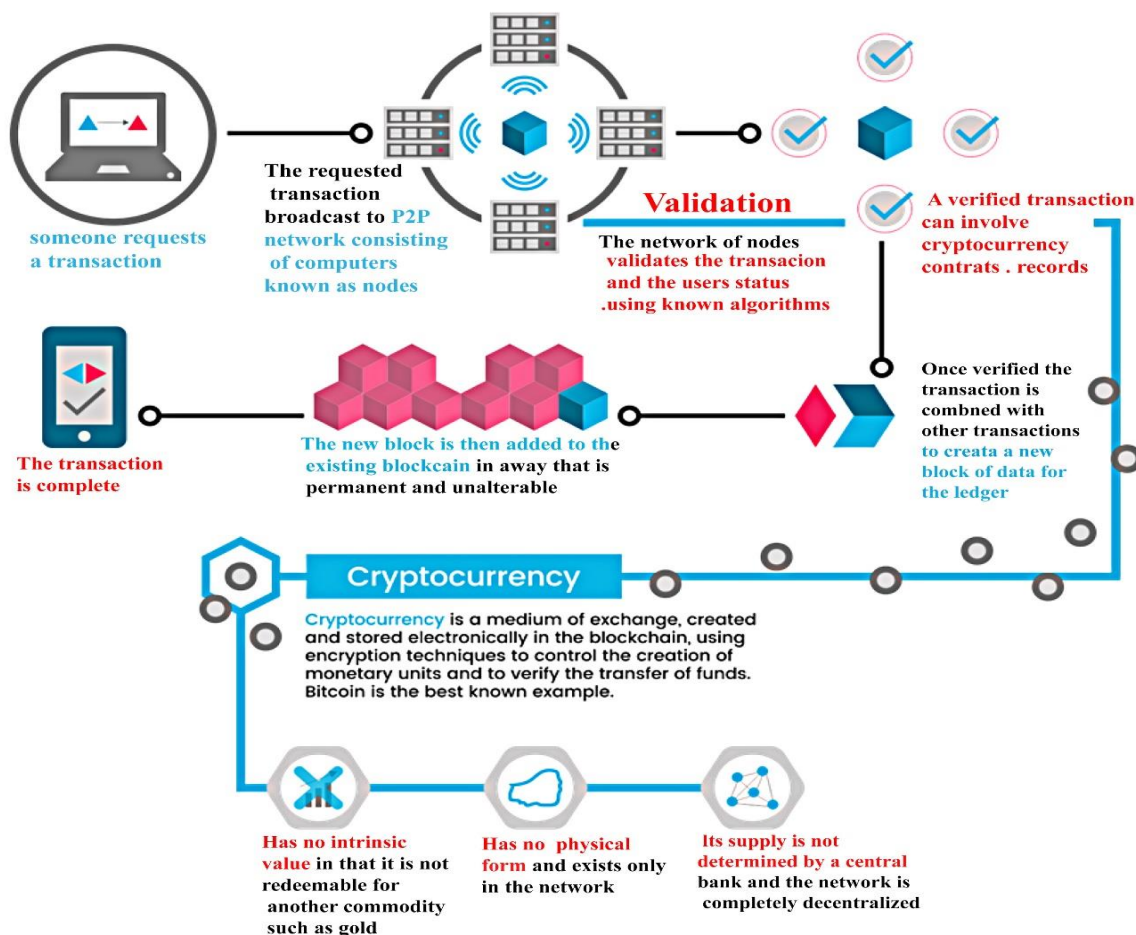 someone requests
a transaction
The requested
transaction
broadcast to P2P
network consisting
of computers
known as nodes
Validation
The network of nodes
validates the transacion
and the users status
.using known algorithms
A verified transaction
can involve
cryptocurrency
contrats . records
Once verified the
transaction is
combned with
other transactions
to creata a new
block of data for
the ledger
The new block is then added to the
existing blockcain in away that is
permanent and unalterable
The transaction
is complete
Cryptocurrency
Cryptocurrency is a medium of exchange, created
and stored electronically in the blockchain, using
encryption techniques to control the creation of
monetary units and to verify the transfer of funds.
Bitcoin is the best known example.
Has no intrinsic
value in that it is not
redeemable for
another commodity
such as gold
Has no physical
form and exists only
in the network
Its supply is not
determined by a central
bank and the network is
completely decentralized